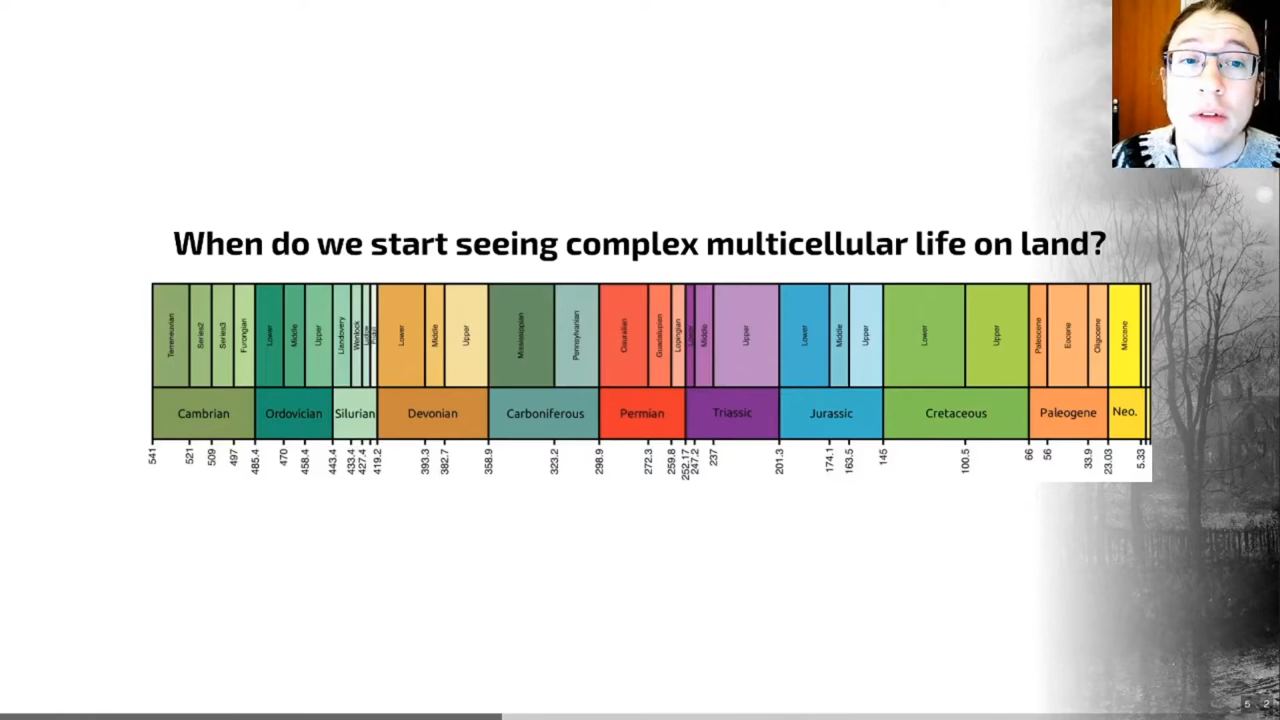 When do we start seeing complex multicellular life on land?
Terreneuvian Series2 Series3 Furongian Lower Middle Upper Llandovery Wenlock Lower Middle Upper Mississippian Pennsylvanian Cisuralian Guadalupian Lopingian Lower Middle Upper Lower Middle Upper Lower Upper Paleocene Eocene Oligocene Miocene
Cambrian Ordovician Silurian Devonian Carboniferous Permian Triassic Jurassic Cretaceous Paleogene Neo.
541 521 509 497 485.4 470 458.4 443.4 433.4 427.4 419.2 393.3 382.7 358.9 323.2 298.9 272.3 259.8 252.17 247.2 237 201.3 174.1 163.5 145 100.5 66 56 33.9 23.03 5.33
5 2